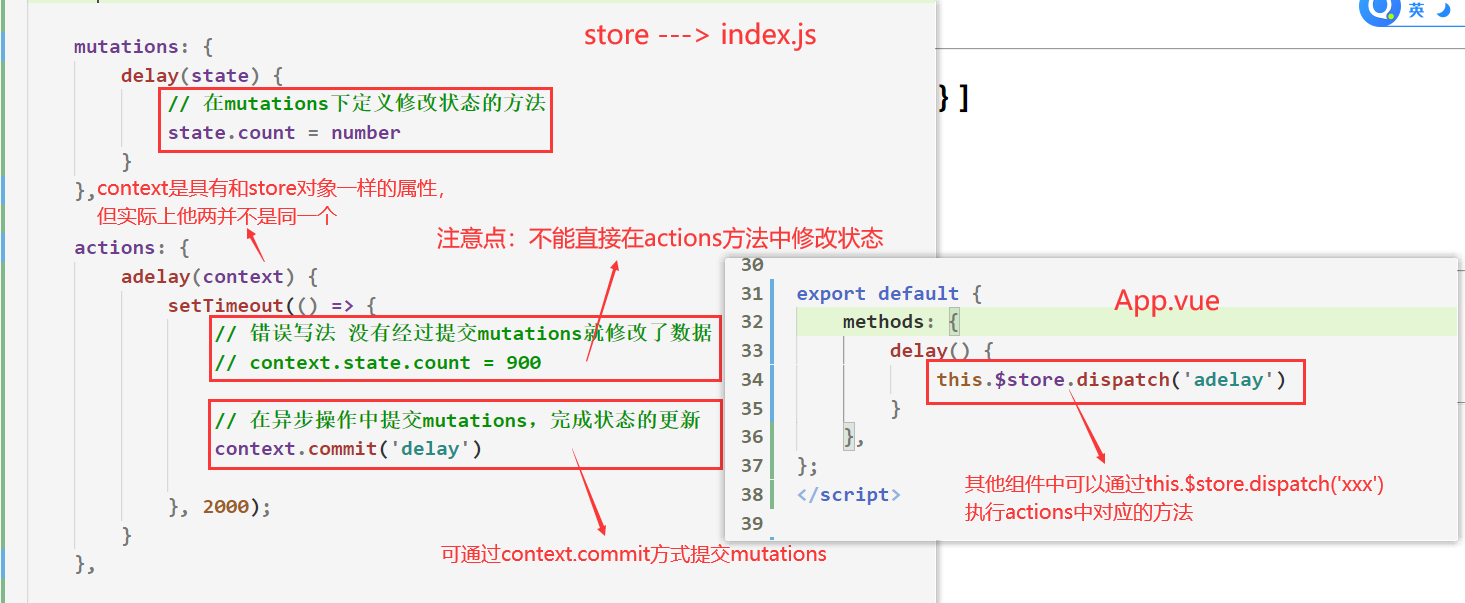 store ---> index.js
英
mutations: {
delay(state) {
// 在mutations下定义修改状态的方法
state.count = number
}
},
} ]
context是具有和store对象一样的属性，
但实际上他两并不是同一个
注意点：不能直接在actions方法中修改状态
actions: {
adelay(context) {
setTimeout(() => {
// 错误写法 没有经过提交mutations就修改了数据
// context.state.count = 900
// 在异步操作中提交mutations，完成状态的更新
context.commit('delay')
}, 2000);
}
},
可通过context.commit方式提交mutations
30
App.vue
31 export default {
32 methods: {
33 delay() {
34 this.$store.dispatch('adelay')
35 }
36 },
37 };
38 </script>
39
其他组件中可以通过this.$store.dispatch('xxx')
执行actions中对应的方法